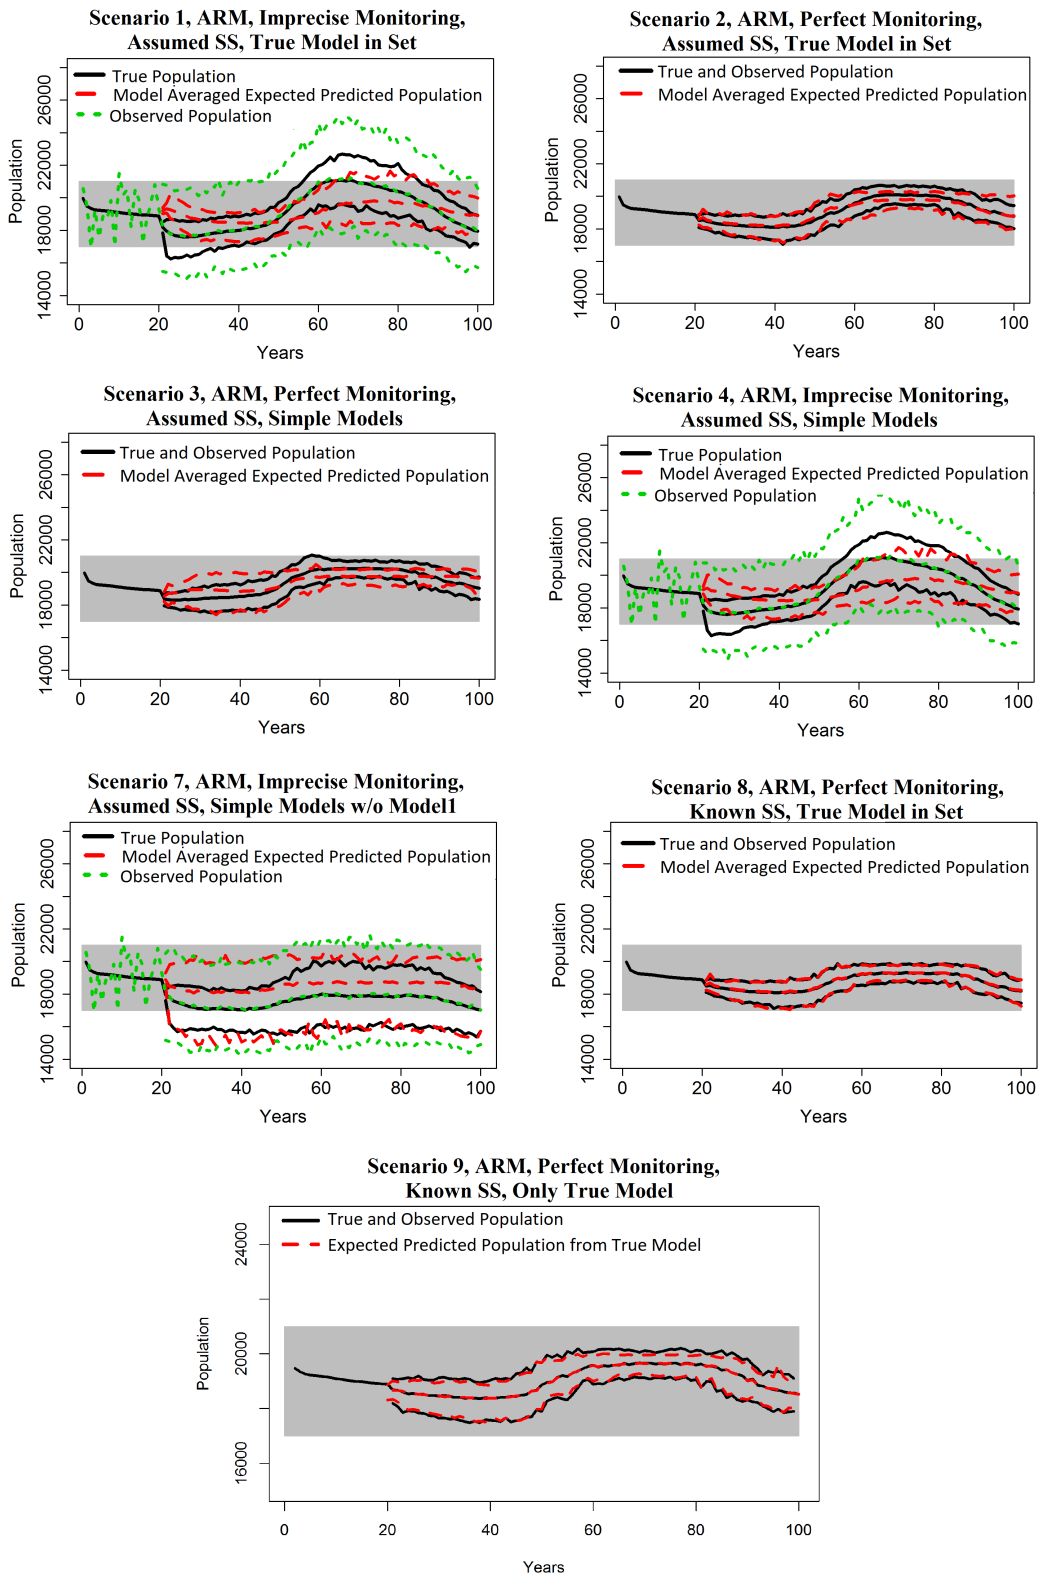 Scenario 1, ARM, Imprecise Monitoring,
Assumed SS, True Model in Set
True Population
Model Averaged Expected Predicted Population
Observed Population
Population
14000 18000 22000 26000
0 20 40 60 80 100
Years
Scenario 2, ARM, Perfect Monitoring,
Assumed SS, True Model in Set
True and Observed Population
Model Averaged Expected Predicted Population
Population
14000 18000 22000 26000
0 20 40 60 80 100
Years
Scenario 3, ARM, Perfect Monitoring,
Assumed SS, Simple Models
True and Observed Population
Model Averaged Expected Predicted Population
Population
14000 18000 22000 26000
0 20 40 60 80 100
Years
Scenario 4, ARM, Imprecise Monitoring,
Assumed SS, Simple Models
True Population
Model Averaged Expected Predicted Population
Observed Population
Population
14000 18000 22000 26000
0 20 40 60 80 100
Years
Scenario 7, ARM, Imprecise Monitoring,
Assumed SS, Simple Models w/o Model1
True Population
Model Averaged Expected Predicted Population
Observed Population
Population
14000 18000 22000 26000
0 20 40 60 80 100
Years
Scenario 8, ARM, Perfect Monitoring,
Known SS, True Model in Set
True and Observed Population
Model Averaged Expected Predicted Population
Population
14000 18000 22000 26000
0 20 40 60 80 100
Years
Scenario 9, ARM, Perfect Monitoring,
Known SS, Only True Model
True and Observed Population
Expected Predicted Population from True Model
Population
16000 20000 24000
0 20 40 60 80 100
Years